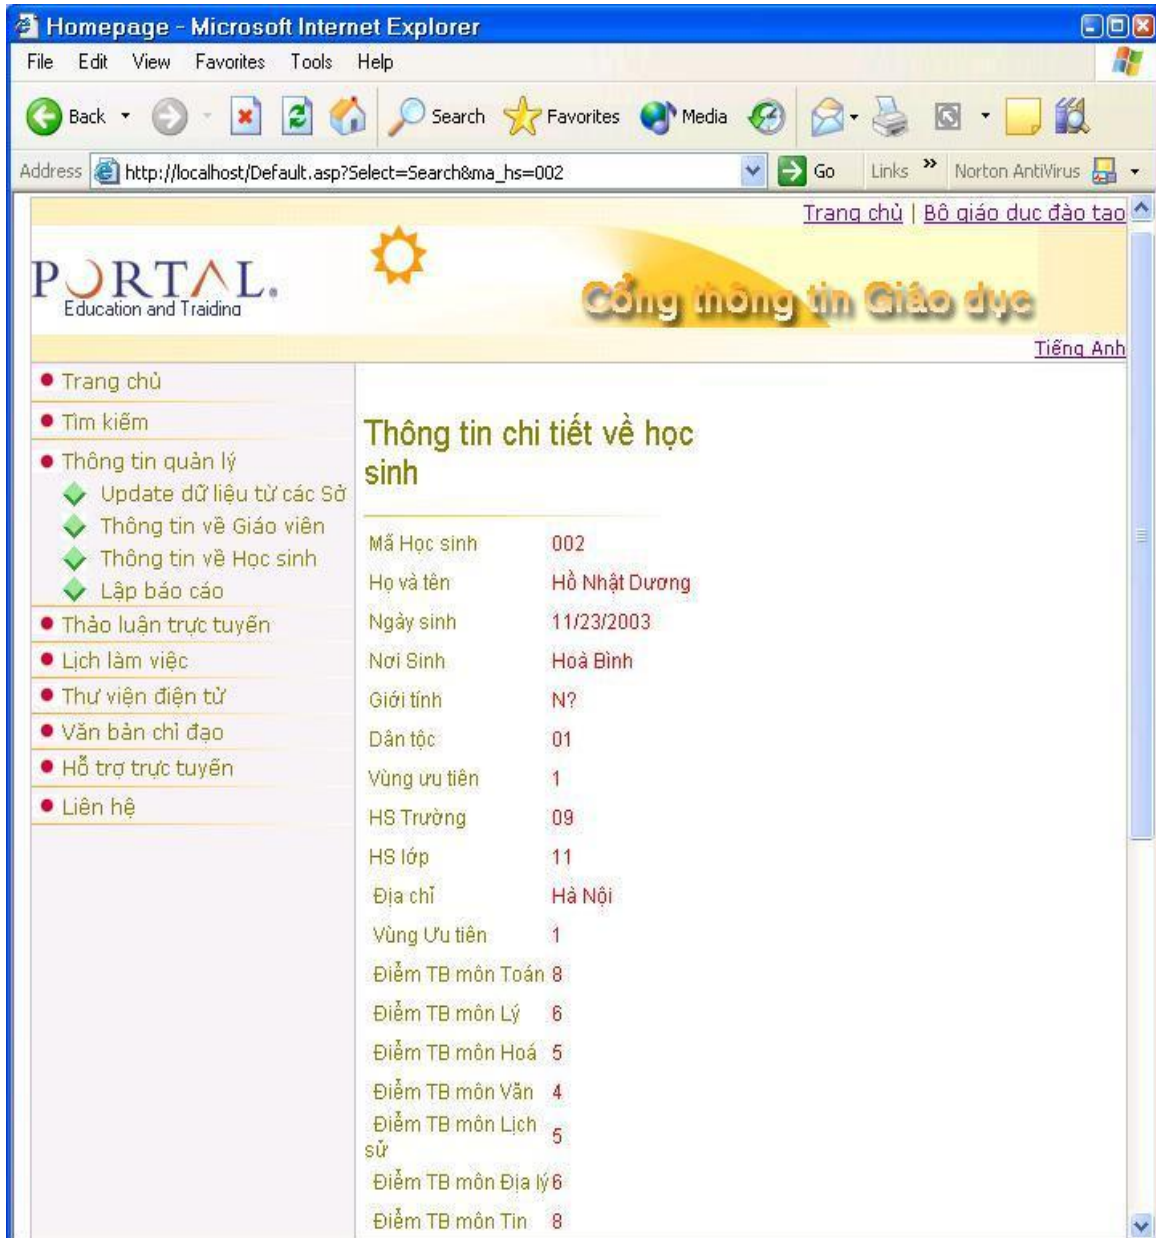 Homepage - Microsoft Internet Explorer
File Edit View Favorites Tools Help
Back Search Favorites Media
Address http://localhost/Default.asp?Select=Search&ma_hs=002 Go Links » Norton AntiVirus
Trang chủ | Bộ giáo dục đào tạo
PORTAL.
Education and Traiding
Cổng thông tin Giáo dục
Tiếng Anh
Trang chủ
Tìm kiếm
Thông tin quản lý
Update dữ liệu từ các Sở
Thông tin về Giáo viên
Thông tin về Học sinh
Lập báo cáo
Thảo luận trực tuyến
Lịch làm việc
Thư viện điện tử
Văn bản chỉ đạo
Hỗ trợ trực tuyến
Liên hệ
Thông tin chi tiết về học
sinh
Mã Học sinh 002
Họ và tên Hồ Nhật Dương
Ngày sinh 11/23/2003
Nơi Sinh Hoà Bình
Giới tính N?
Dân tộc 01
Vùng ưu tiên 1
HS Trường 09
HS lớp 11
Địa chỉ Hà Nội
Vùng Ưu tiên 1
Điểm TB môn Toán 8
Điểm TB môn Lý 6
Điểm TB môn Hoá 5
Điểm TB môn Văn 4
Điểm TB môn Lịch
sử 5
Điểm TB môn Địa lý 6
Điểm TB môn Tin 8